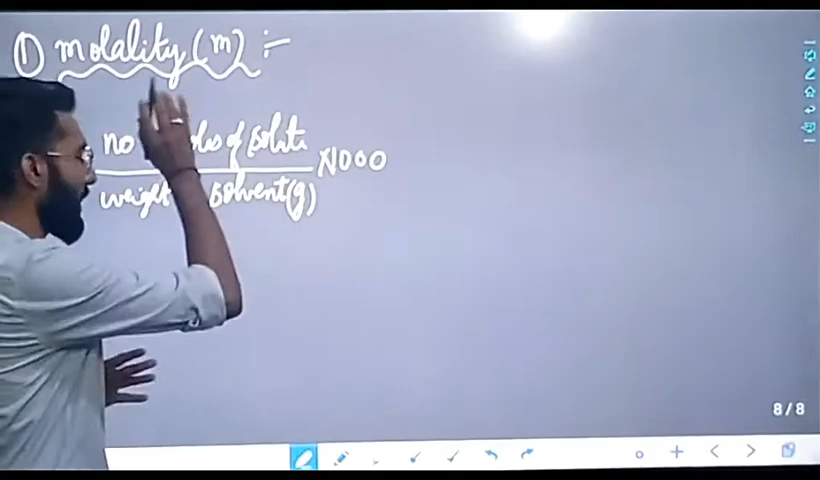 ① molality (m) :-
no of solute ×1000
weight solvent (g)
8/8